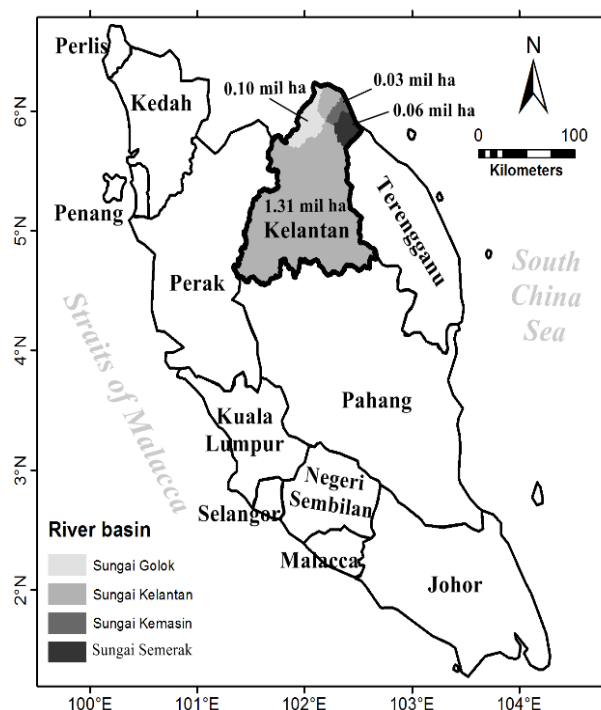 Perlis
Kedah
Penang
Perak
0.10 mil ha
0.03 mil ha
0.06 mil ha
1.31 mil ha
Kelantan
Terengganu
N
0 100
Kilometers
South
China
Sea
Straits of Malacca
Pahang
Kuala
Lumpur
Selangor
Negeri
Sembilan
Malacca
Johor
River basin
Sungai Golok
Sungai Kelantan
Sungai Kemasin
Sungai Semerak
6°N
5°N
4°N
3°N
2°N
100°E 101°E 102°E 103°E 104°E